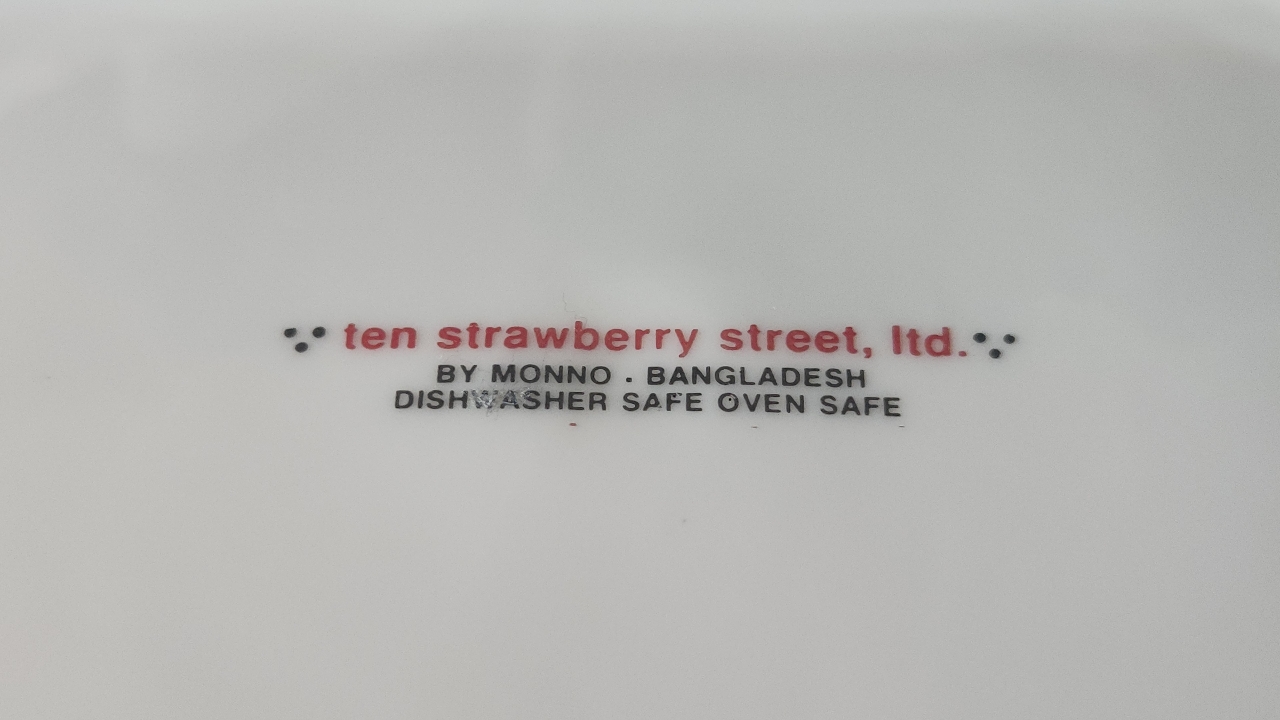 ten strawberry street, ltd.
BY MONNO . BANGLADESH
DISHWASHER SAFE OVEN SAFE